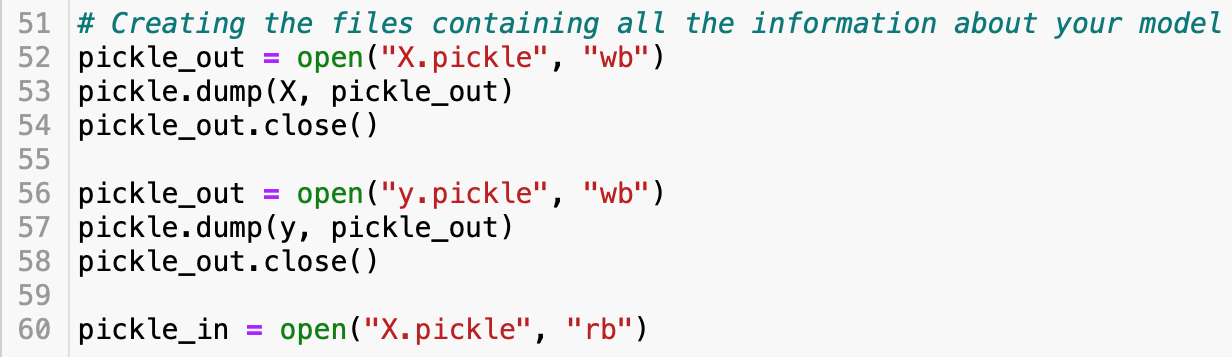 51 # Creating the files containing all the information about your model
52 pickle_out = open("X.pickle", "wb")
53 pickle.dump(X, pickle_out)
54 pickle_out.close()
55
56 pickle_out = open("y.pickle", "wb")
57 pickle.dump(y, pickle_out)
58 pickle_out.close()
59
60 pickle_in = open("X.pickle", "rb")